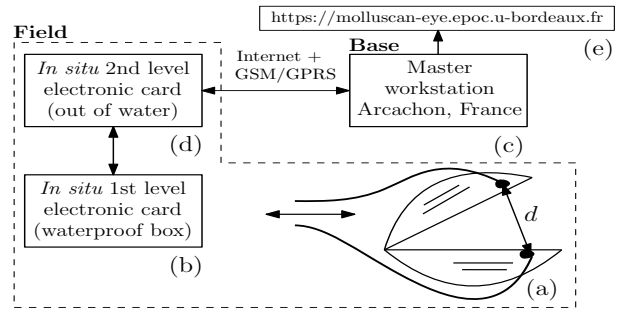 https://molluscan-eye.epoc.u-bordeaux.fr
(e)
Field
Base
In situ 2nd level
electronic card
(out of water)
(d)
Internet +
GSM/GPRS
Master
workstation
Arcachon, France
(c)
In situ 1st level
electronic card
(waterproof box)
(b)
d
(a)